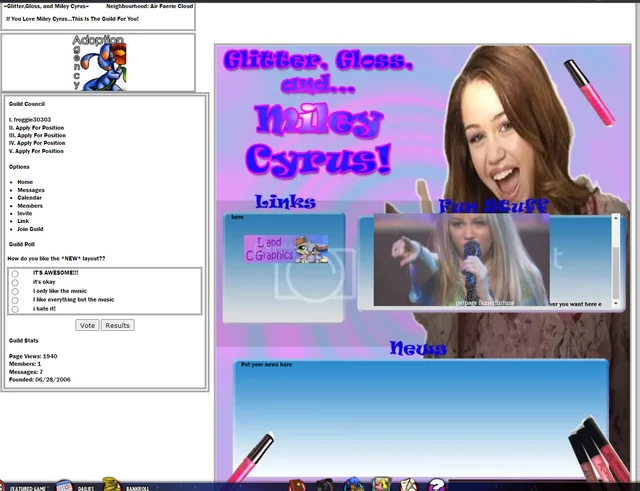 ~Glitter,Gloss, and Miley Cyrus~ Neighbourhood: Air Faerie Cloud
If You Love Miley Cyrus...This Is The Guild For You!
Adoption
Agency
Guild Council
I. froggie30303
II. Apply For Position
III. Apply For Position
IV. Apply For Position
V. Apply For Position
Options
Home
Messages
Calendar
Members
Invite
Link
Join Guild
Guild Poll
How do you like the *NEW* layout??
IT'S AWESOME!!!
it's okay
I only like the music
I like everything but the music
i hate it!
Vote Results
Guild Stats
Page Views: 1940
Members: 1
Messages: 7
Founded: 06/28/2006
Glitter, Gloss,
and...
Miley
Cyrus!
Links
here
L and
C Graphics
Fun Stuff
ver you want here e
News
Put your news here
FEATURED GAME DAILIES BANKROLL